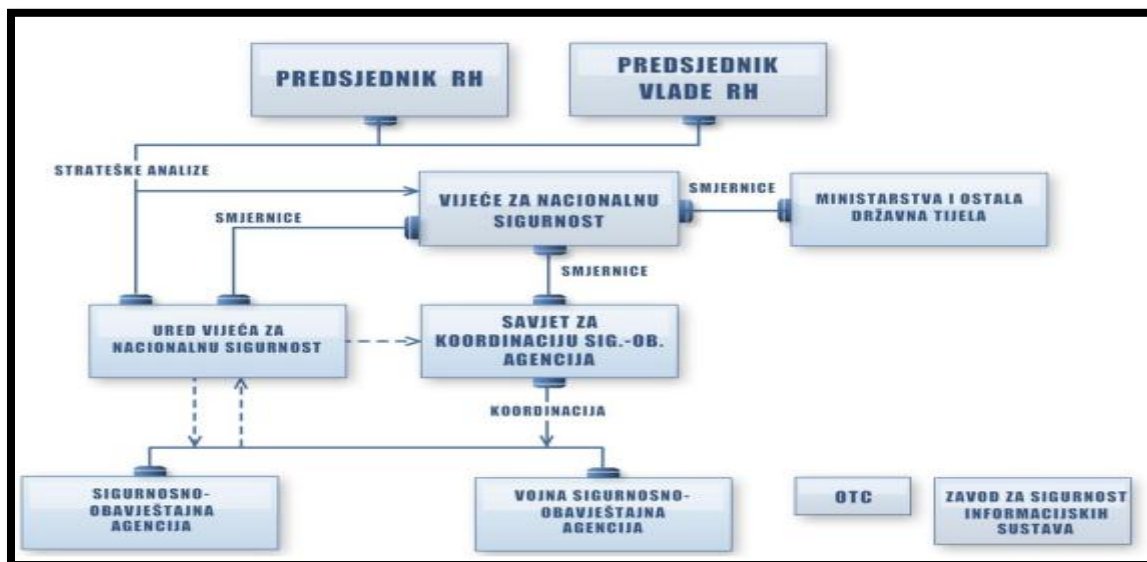 PREDSJEDNIK RH
PREDSJEDNIK
VLADE RH
STRATEŠKE ANALIZE
SMJERNICE
VIJEĆE ZA NACIONALNU
SIGURNOST
SMJERNICE
MINISTARSTVA I OSTALA
DRŽAVNA TIJELA
SMJERNICE
URED VIJEĆA ZA
NACIONALNU SIGURNOST
SAVJET ZA
KOORDINACIJU SIG.-OB.
AGENCIJA
KOORDINACIJA
SIGURNOSNO-
OBAVJEŠTAJNA
AGENCIJA
VOJNA SIGURNOSNO-
OBAVJEŠTAJNA
AGENCIJA
OTC
ZAVOD ZA SIGURNOST
INFORMACIJSKIH
SUSTAVA